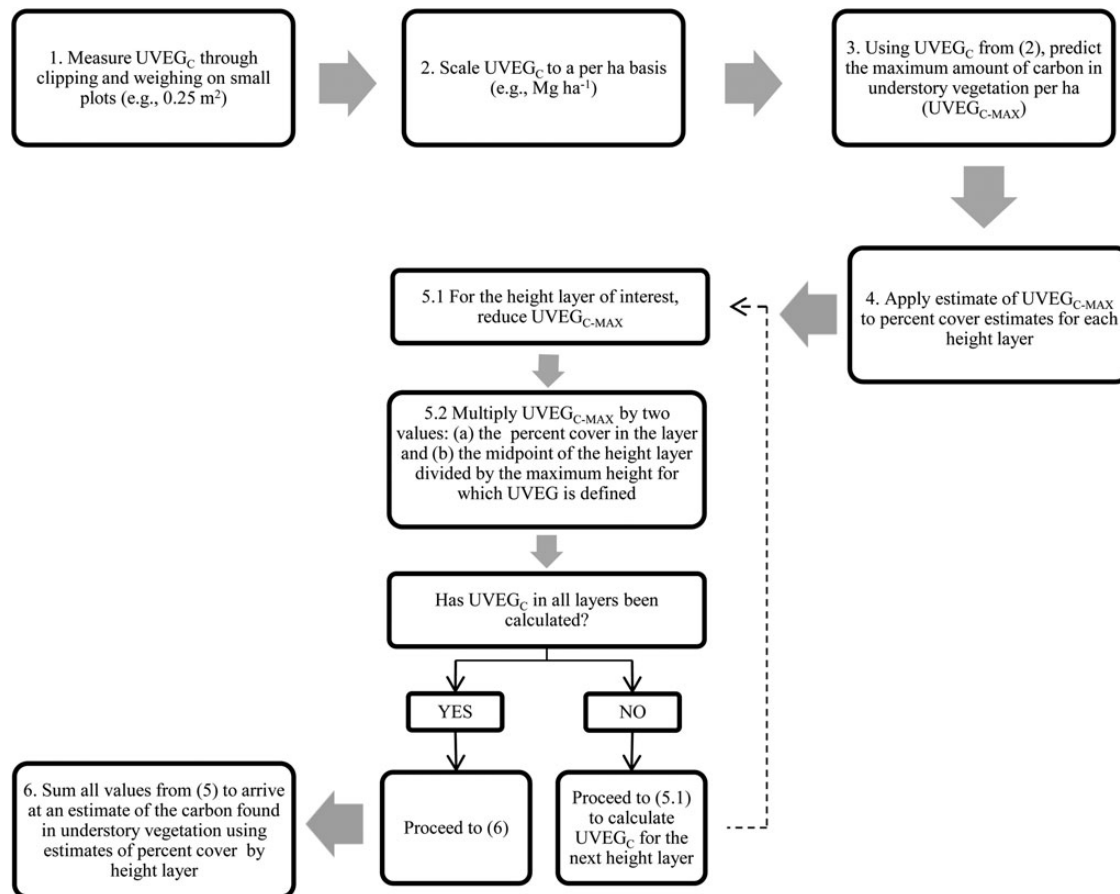 1. Measure UVEG_C through
clipping and weighing on small
plots (e.g., 0.25 m²)
2. Scale UVEG_C to a per ha basis
(e.g., Mg ha⁻¹)
3. Using UVEG_C from (2), predict
the maximum amount of carbon in
understory vegetation per ha
(UVEG_C-MAX)
4. Apply estimate of UVEG_C-MAX
to percent cover estimates for each
height layer
5.1 For the height layer of interest,
reduce UVEG_C-MAX
5.2 Multiply UVEG_C-MAX by two
values: (a) the percent cover in the layer
and (b) the midpoint of the height layer
divided by the maximum height for
which UVEG is defined
Has UVEG_C in all layers been
calculated?
YES
NO
Proceed to (6)
Proceed to (5.1)
to calculate
UVEG_C for the
next height layer
6. Sum all values from (5) to arrive
at an estimate of the carbon found
in understory vegetation using
estimates of percent cover by
height layer